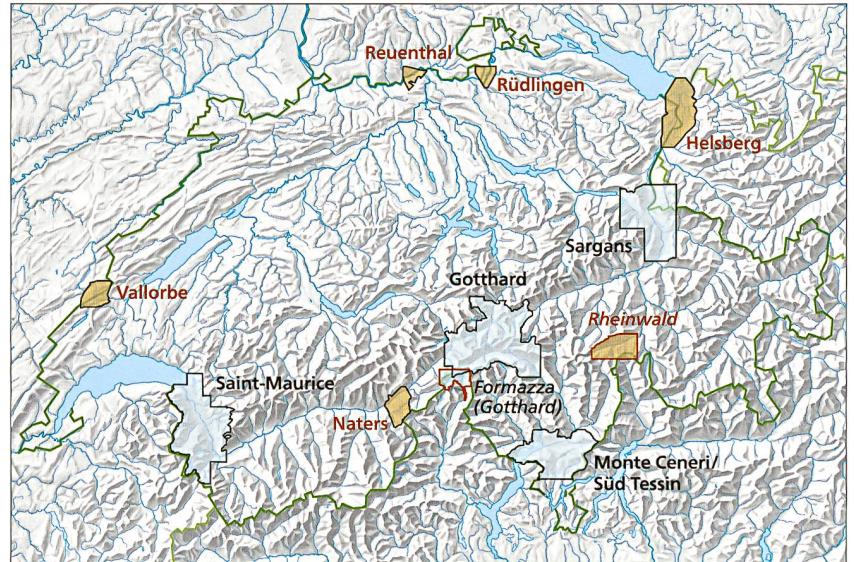 Reuenthal
Rüdlingen
Helsberg
Sargans
Gotthard
Vallorbe
Rheinwald
Saint-Maurice
Formazza
(Gotthard)
Naters
Monte Ceneri/
Süd Tessin